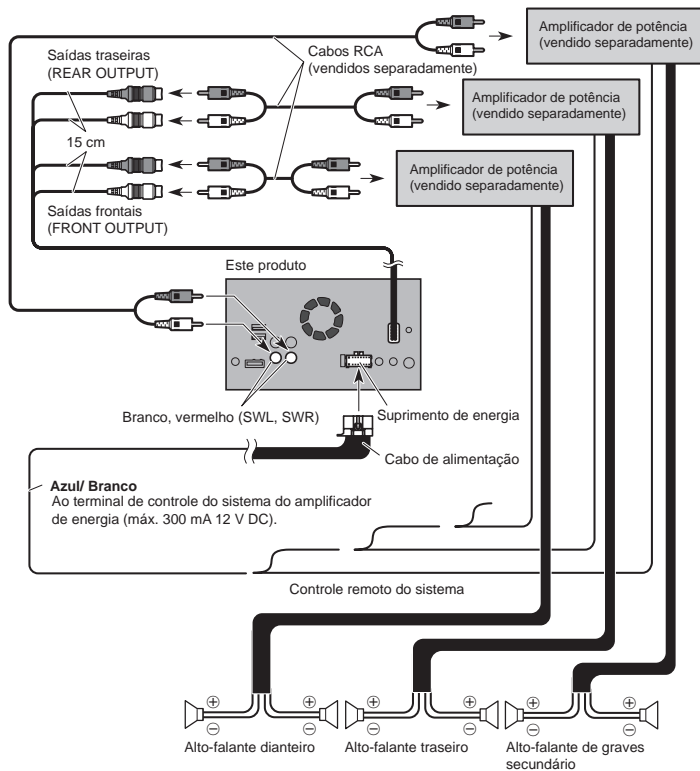 Amplificador de potência
(vendido separadamente)
Saídas traseiras
(REAR OUTPUT)
Cabos RCA
(vendidos separadamente)
Amplificador de potência
(vendido separadamente)
15 cm
Amplificador de potência
(vendido separadamente)
Saídas frontais
(FRONT OUTPUT)
Este produto
Branco, vermelho (SWL, SWR)
Suprimento de energia
Cabo de alimentação
Azul/ Branco
Ao terminal de controle do sistema do amplificador
de energia (máx. 300 mA 12 V DC).
Controle remoto do sistema
+ + + + + +
− − − − − −
Alto-falante dianteiro
Alto-falante traseiro
Alto-falante de graves
secundário